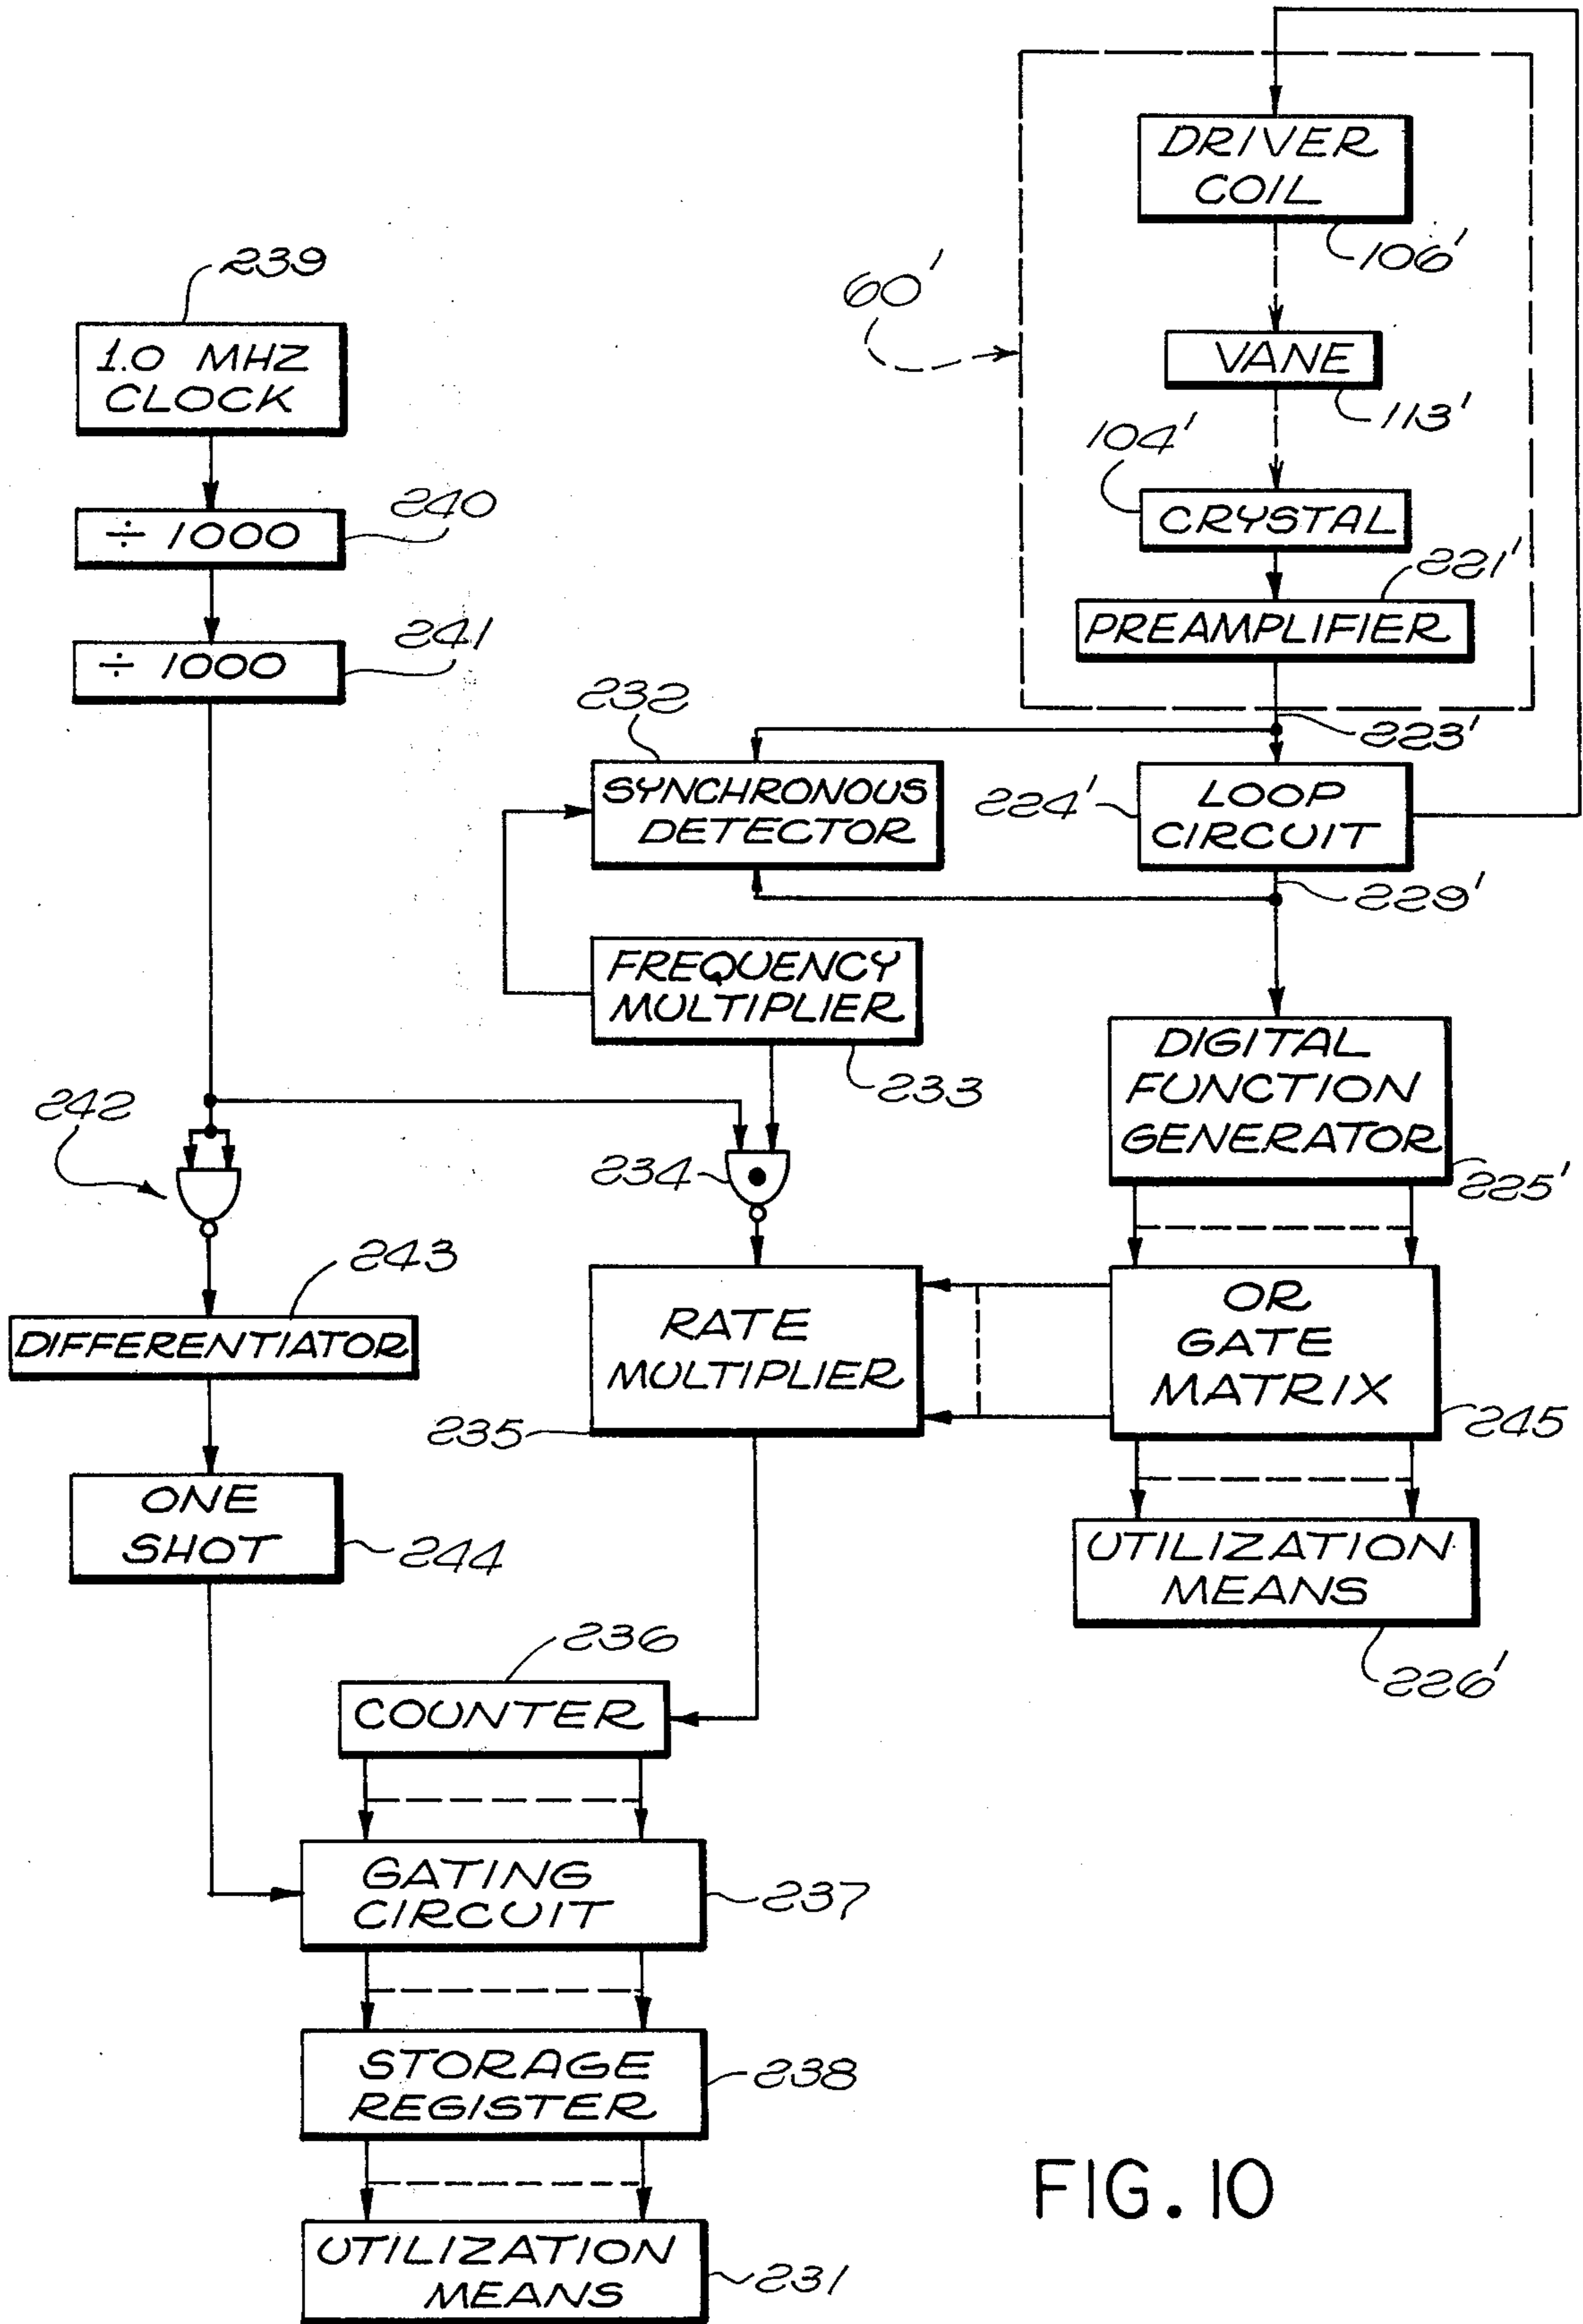 DRIVER
COIL
106'
60'
239
1.0 MHZ
CLOCK
VANE
113'
104'
CRYSTAL
÷ 1000
240
221'
PREAMPLIFIER
÷ 1000
241
232
223'
SYNCHRONOUS
DETECTOR
224'
LOOP
CIRCUIT
229'
FREQUENCY
MULTIPLIER
233
DIGITAL
FUNCTION
GENERATOR
225'
242
234
243
DIFFERENTIATOR
RATE
MULTIPLIER
235
OR
GATE
MATRIX
245
ONE
SHOT
244
UTILIZATION
MEANS
226'
236
COUNTER
GATING
CIRCUIT
237
STORAGE
REGISTER
238
UTILIZATION
MEANS
231
FIG. 10